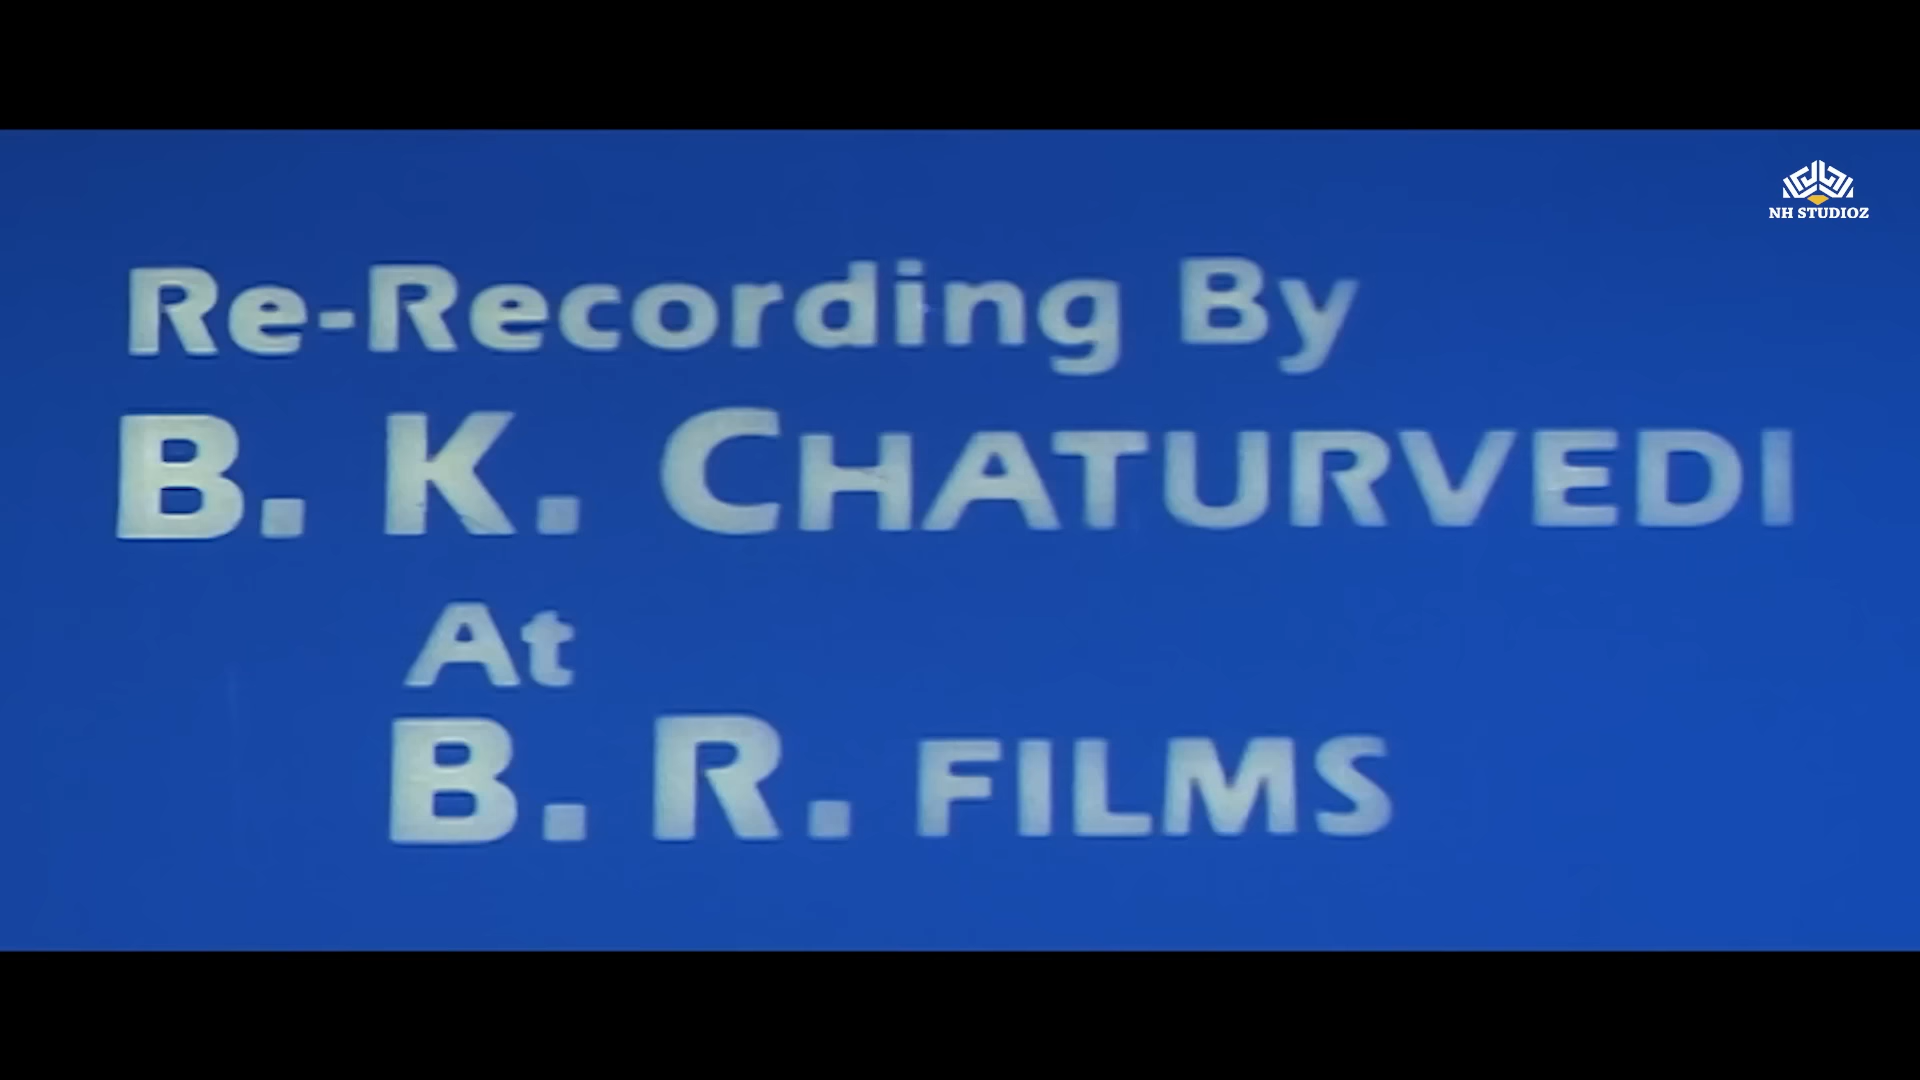 NH STUDIOZ
Re-Recording By
B. K. CHATURVEDI
At
B. R. FILMS